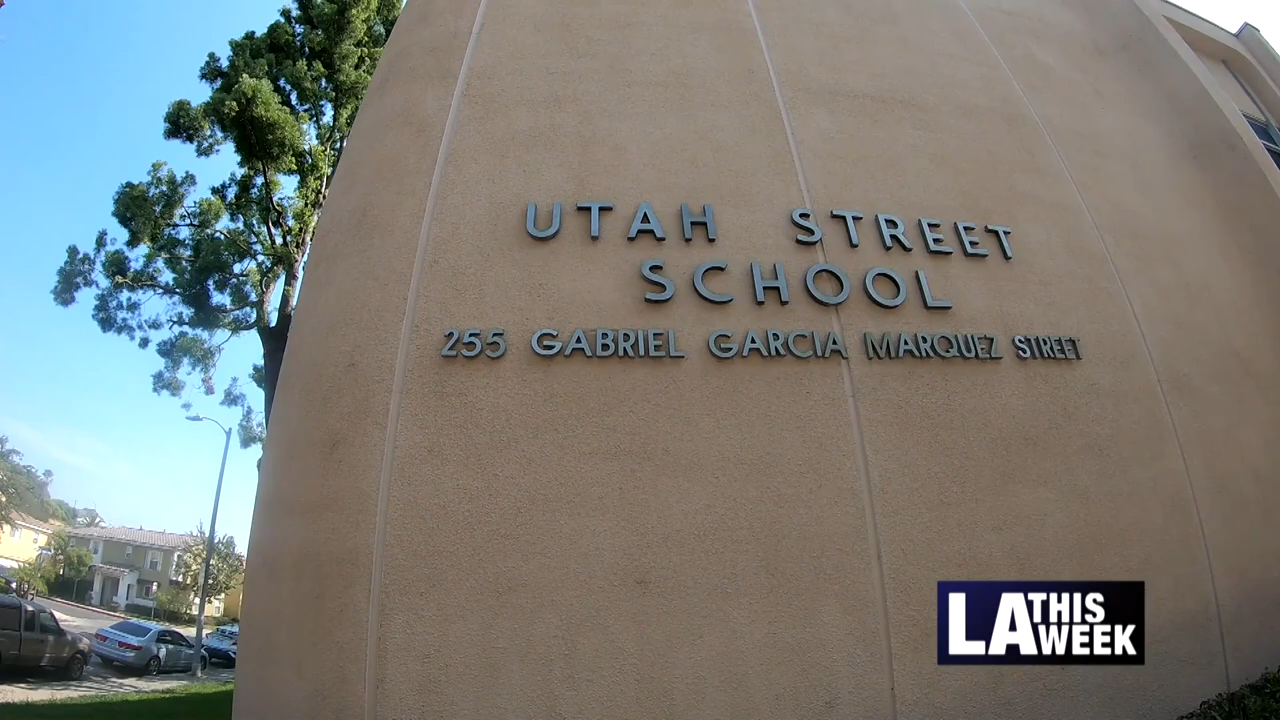 UTAH STREET
SCHOOL
255 GABRIEL GARCIA MARQUEZ STREET
LA THIS WEEK